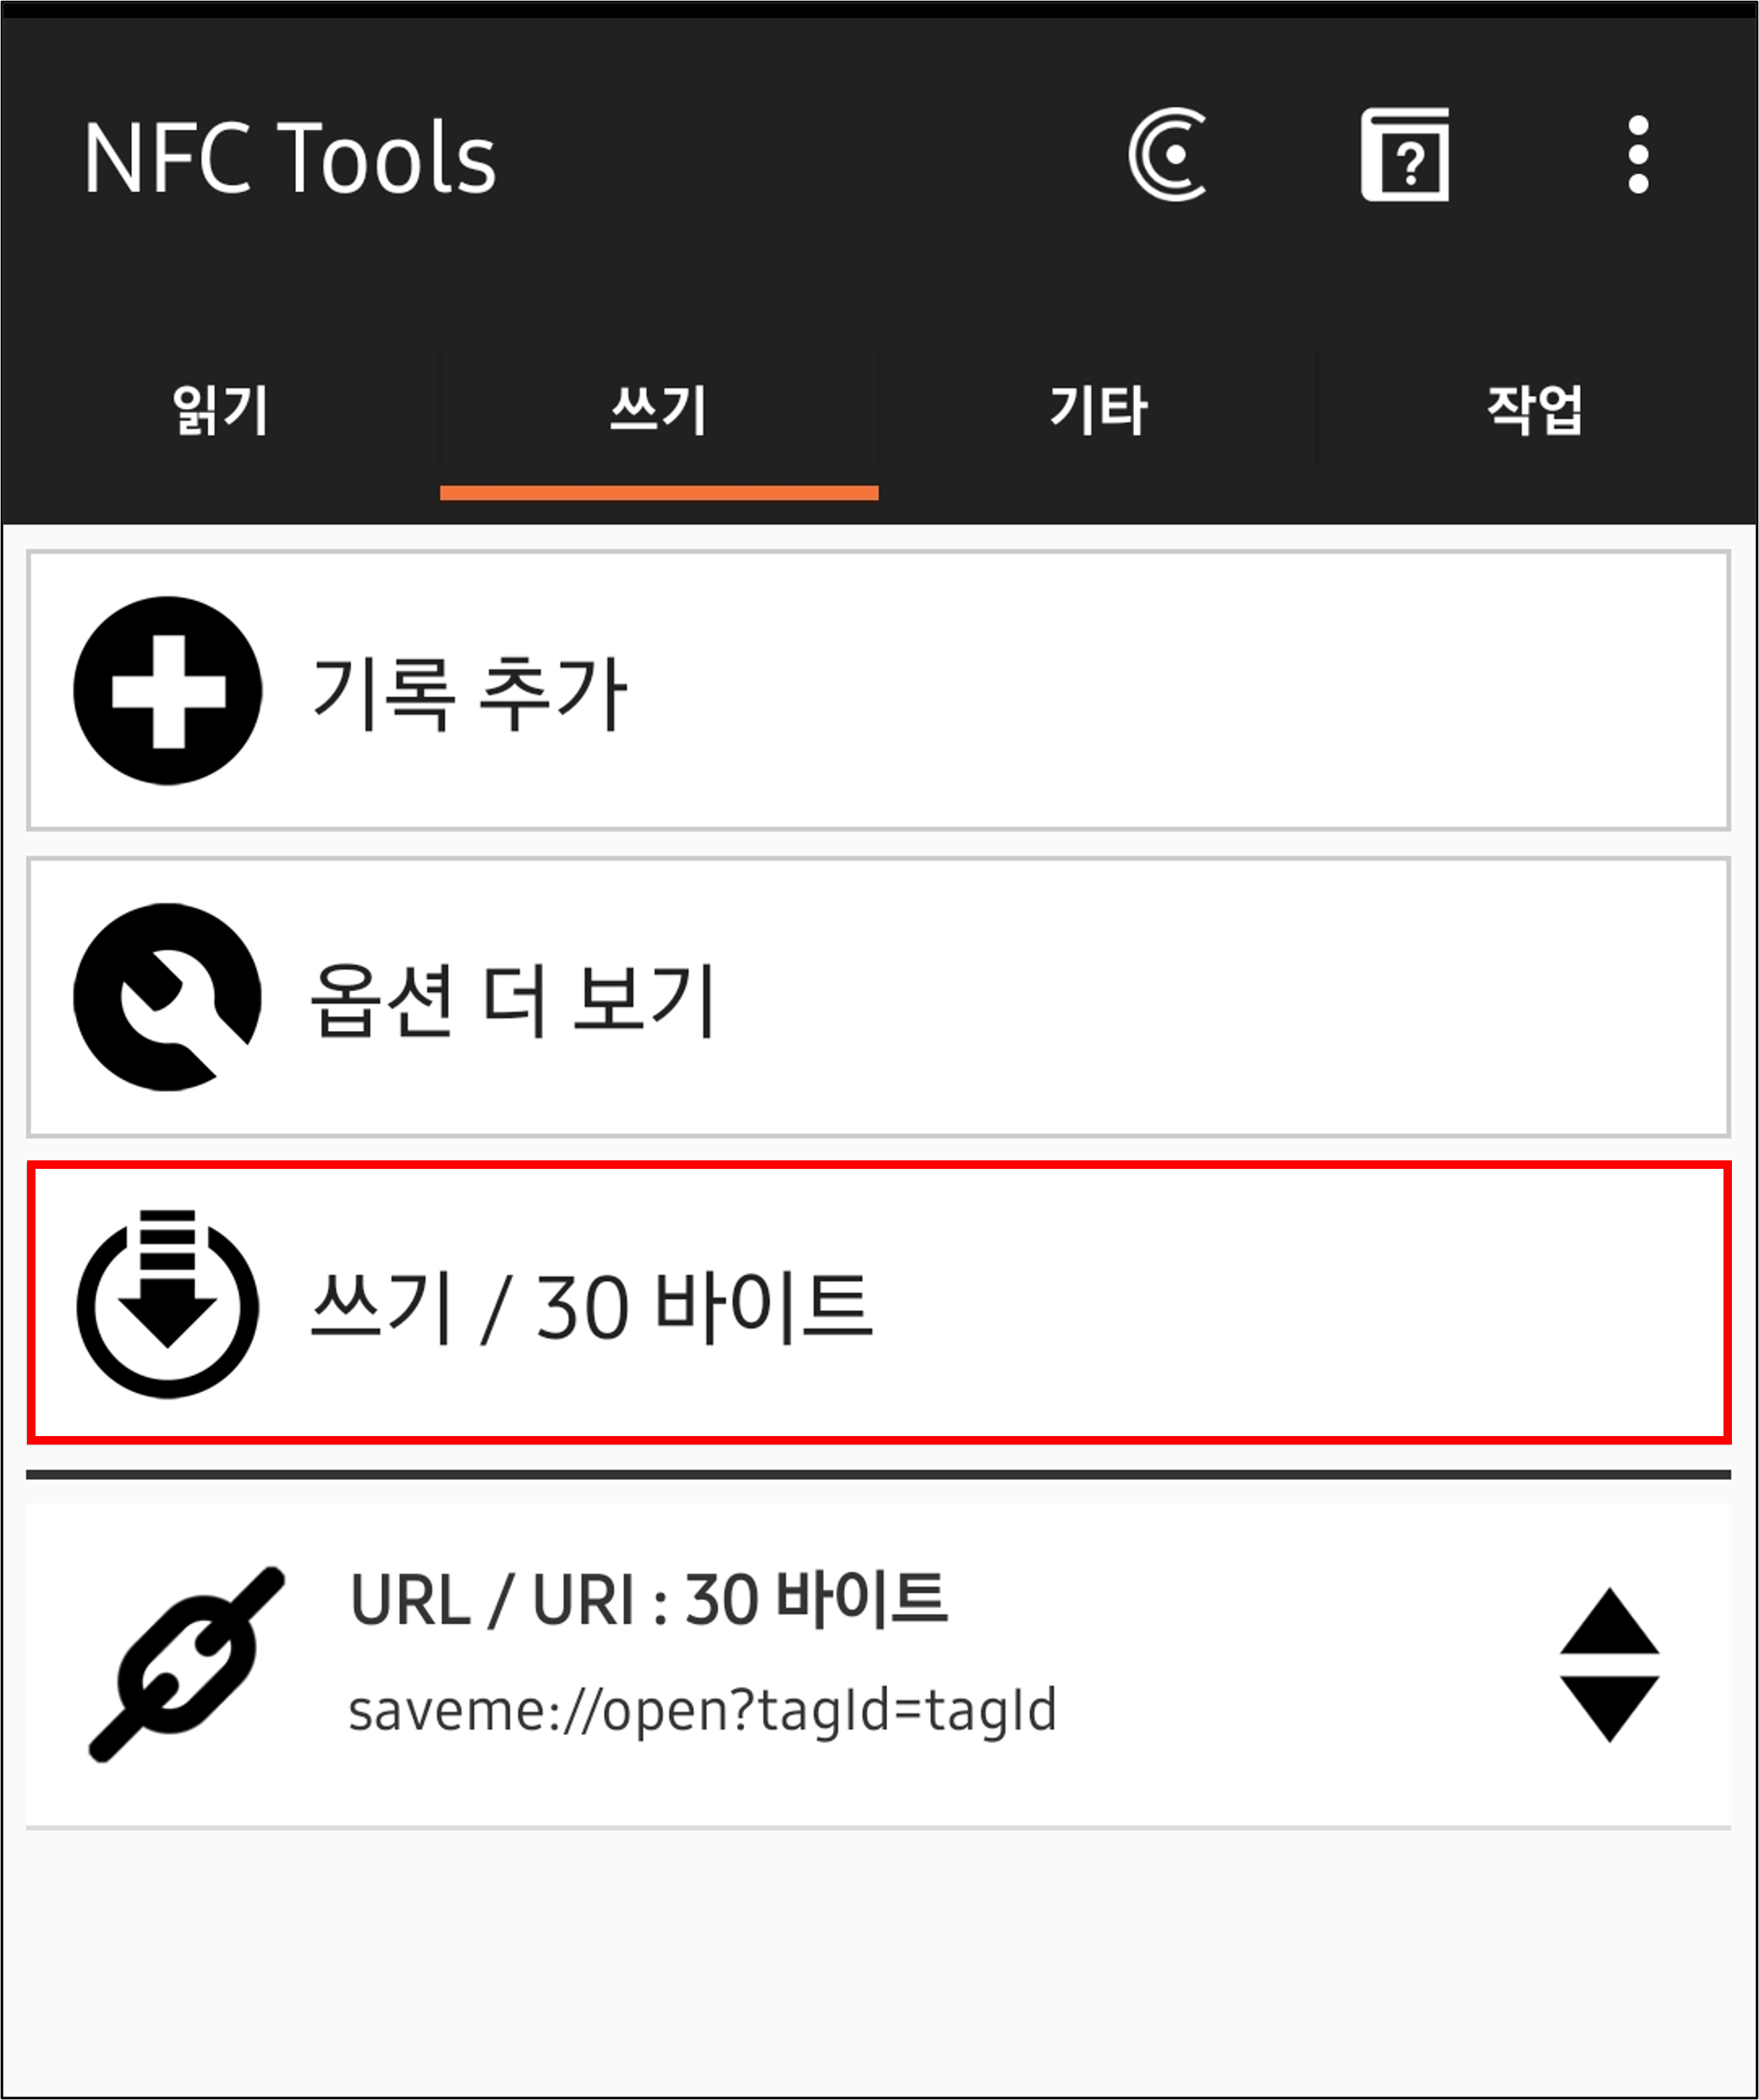 NFC Tools
읽기 쓰기 기타 작업
기록 추가
옵션 더 보기
쓰기 / 30 바이트
URL / URI : 30 바이트
saveme://open?tagId=tagId